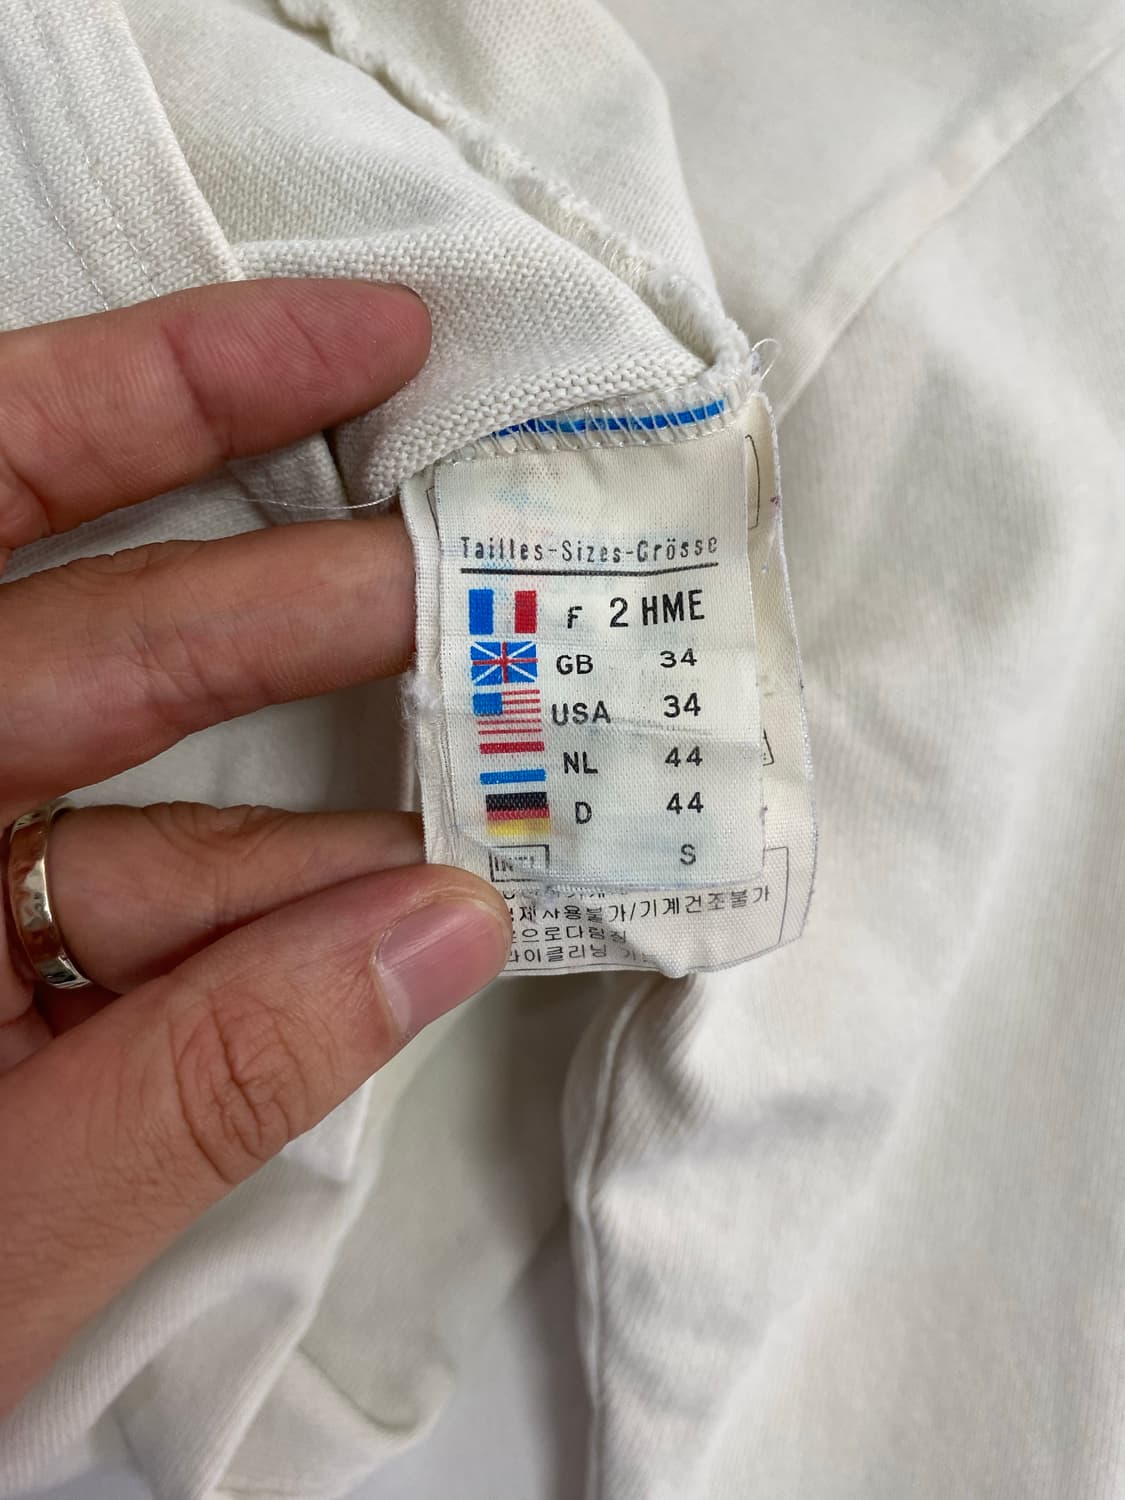 Tailles-Sizes-Grösse
F 2 HME
GB 34
USA 34
NL 44
D 44
INT'L S
제사용불가/기계건조불가
으로다림질
라이클리닝